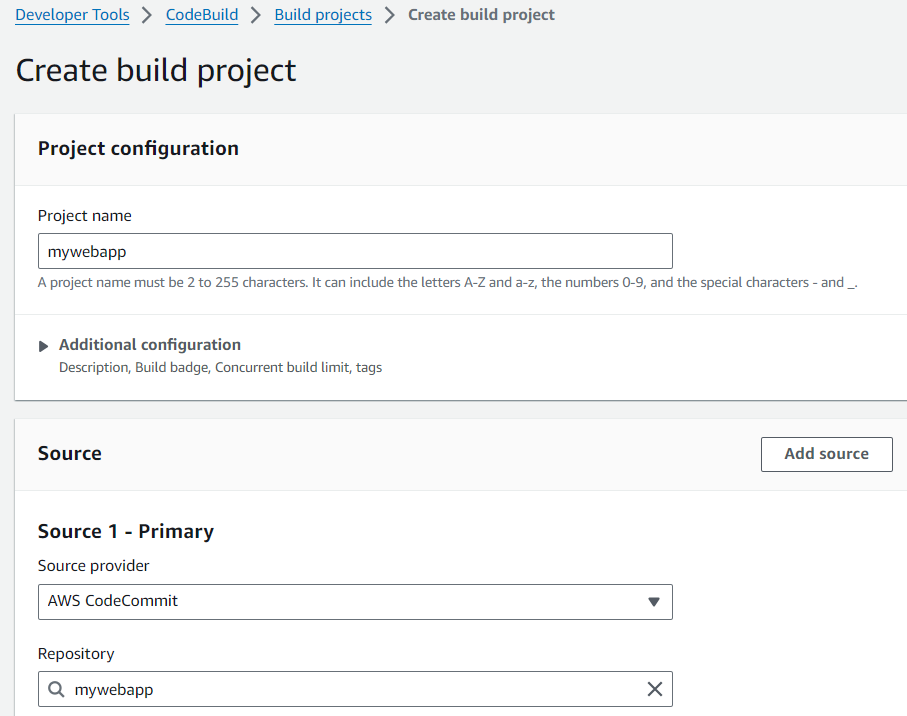 Developer Tools > CodeBuild > Build projects > Create build project
Create build project
Project configuration
Project name
mywebapp
A project name must be 2 to 255 characters. It can include the letters A-Z and a-z, the numbers 0-9, and the special characters - and _.
Additional configuration
Description, Build badge, Concurrent build limit, tags
Source
Add source
Source 1 - Primary
Source provider
AWS CodeCommit
Repository
mywebapp